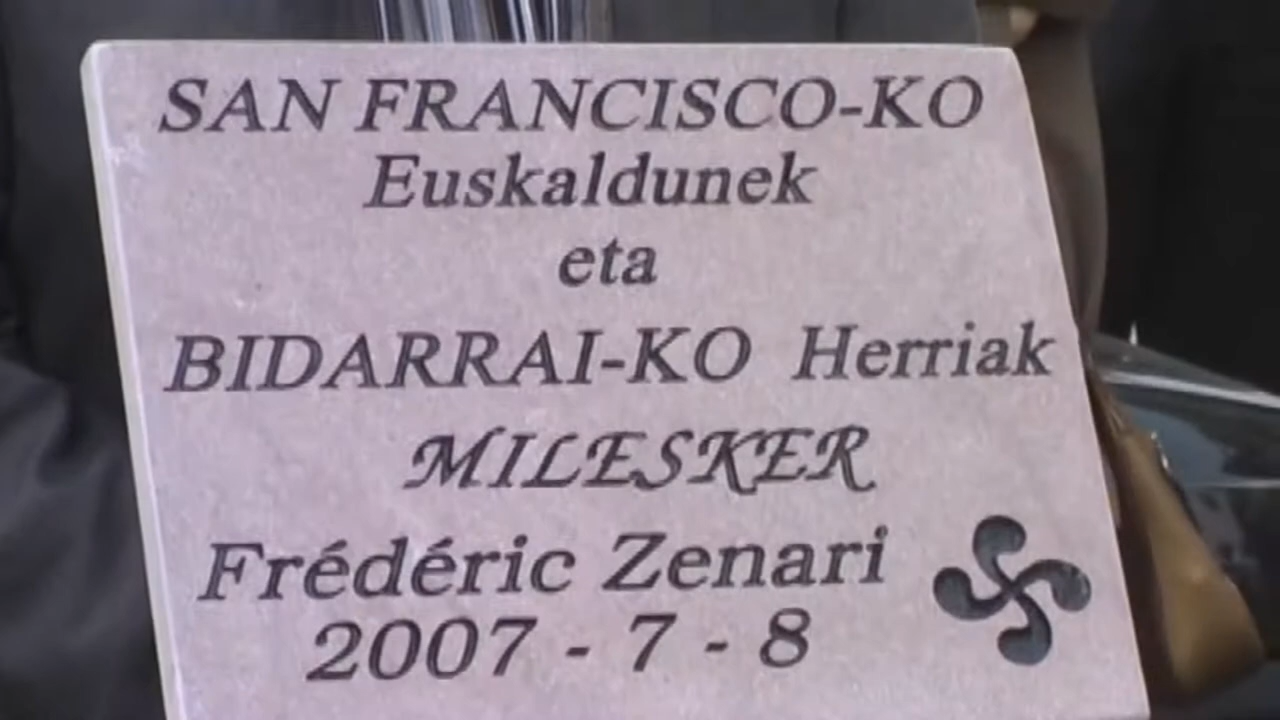 SAN FRANCISCO-KO
Euskaldunek
eta
BIDARRAI-KO Herriak
MILESKER
Frédéric Zenari
2007 - 7 - 8